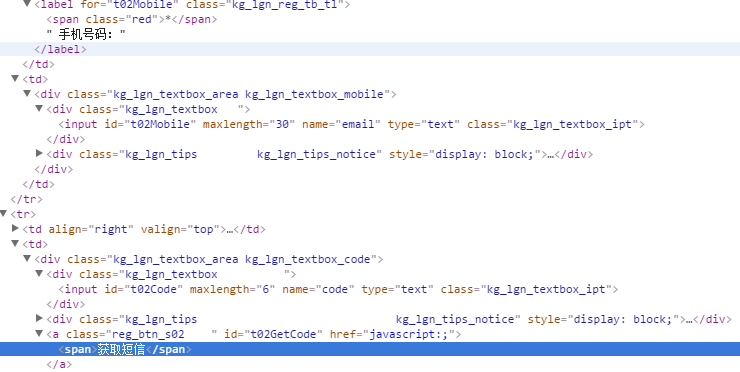 ▼<label for="t02Mobile" class="kg_lgn_reg_tb_tl">
<span class="red">*</span>
" 手机号码: "
</label>
</td>
▼<td>
▼<div class="kg_lgn_textbox_area kg_lgn_textbox_mobile">
▼<div class="kg_lgn_textbox   ">
<input id="t02Mobile" maxlength="30" name="email" type="text" class="kg_lgn_textbox_ipt">
</div>
▶<div class="kg_lgn_tips         kg_lgn_tips_notice" style="display: block;">…</div>
</div>
</td>
</tr>
▼<tr>
▶<td align="right" valign="top">…</td>
▼<td>
▼<div class="kg_lgn_textbox_area kg_lgn_textbox_code">
▼<div class="kg_lgn_textbox          ">
<input id="t02Code" maxlength="6" name="code" type="text" class="kg_lgn_textbox_ipt">
</div>
▶<div class="kg_lgn_tips                              kg_lgn_tips_notice" style="display: block;">…</div>
▼<a class="reg_btn_s02    " id="t02GetCode" href="javascript:;">
<span>获取短信</span>
</a>